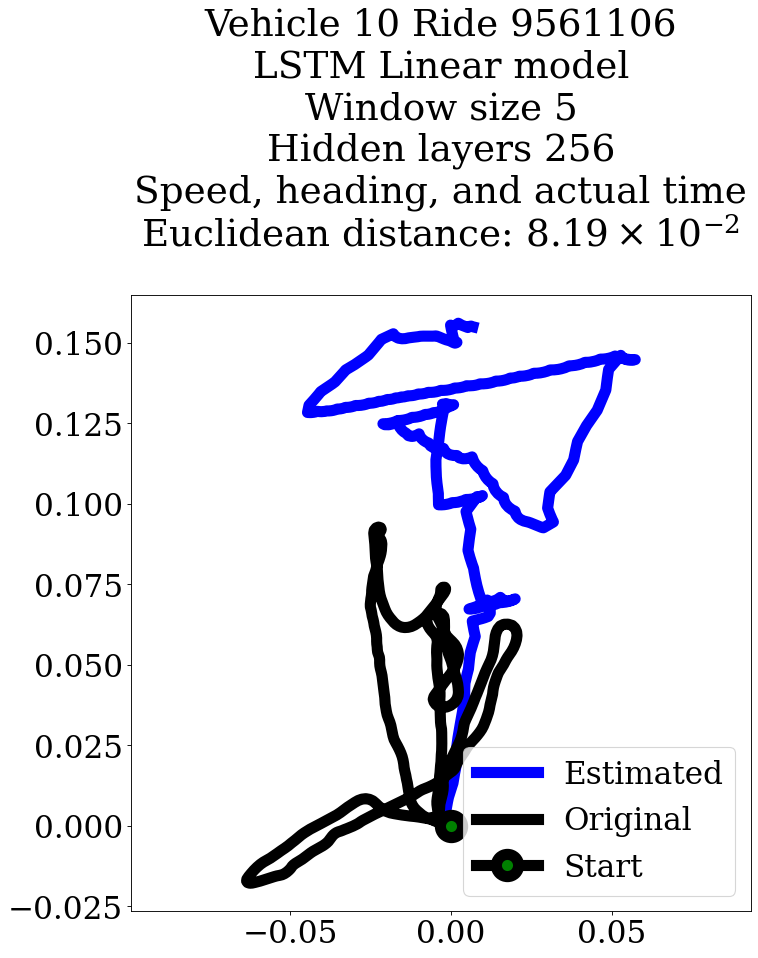 Vehicle 10 Ride 9561106
LSTM Linear model
Window size 5
Hidden layers 256
Speed, heading, and actual time
Euclidean distance: 8.19 × 10⁻²
0.150
0.125
0.100
0.075
0.050
0.025
0.000
−0.025
Estimated
Original
Start
−0.05 0.00 0.05